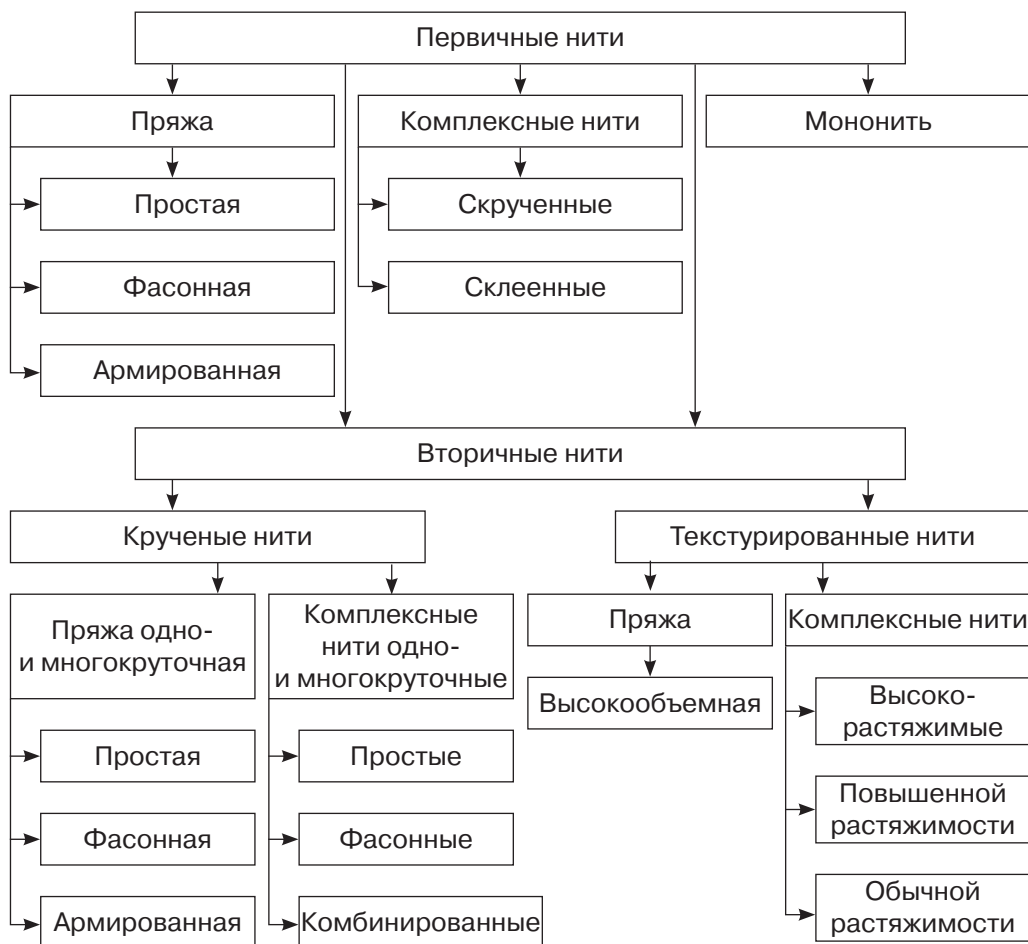 Первичные нити
Пряжа
Комплексные нити
Мононить
Простая
Скрученные
Фасонная
Склеенные
Армированная
Вторичные нити
Крученые нити
Текстурированные нити
Пряжа одно-
и многокруточная
Комплексные
нити одно-
и многокруточные
Пряжа
Комплексные нити
Высокообъемная
Простая
Простые
Высоко-
растяжимые
Фасонная
Фасонные
Повышенной
растяжимости
Армированная
Комбинированные
Обычной
растяжимости